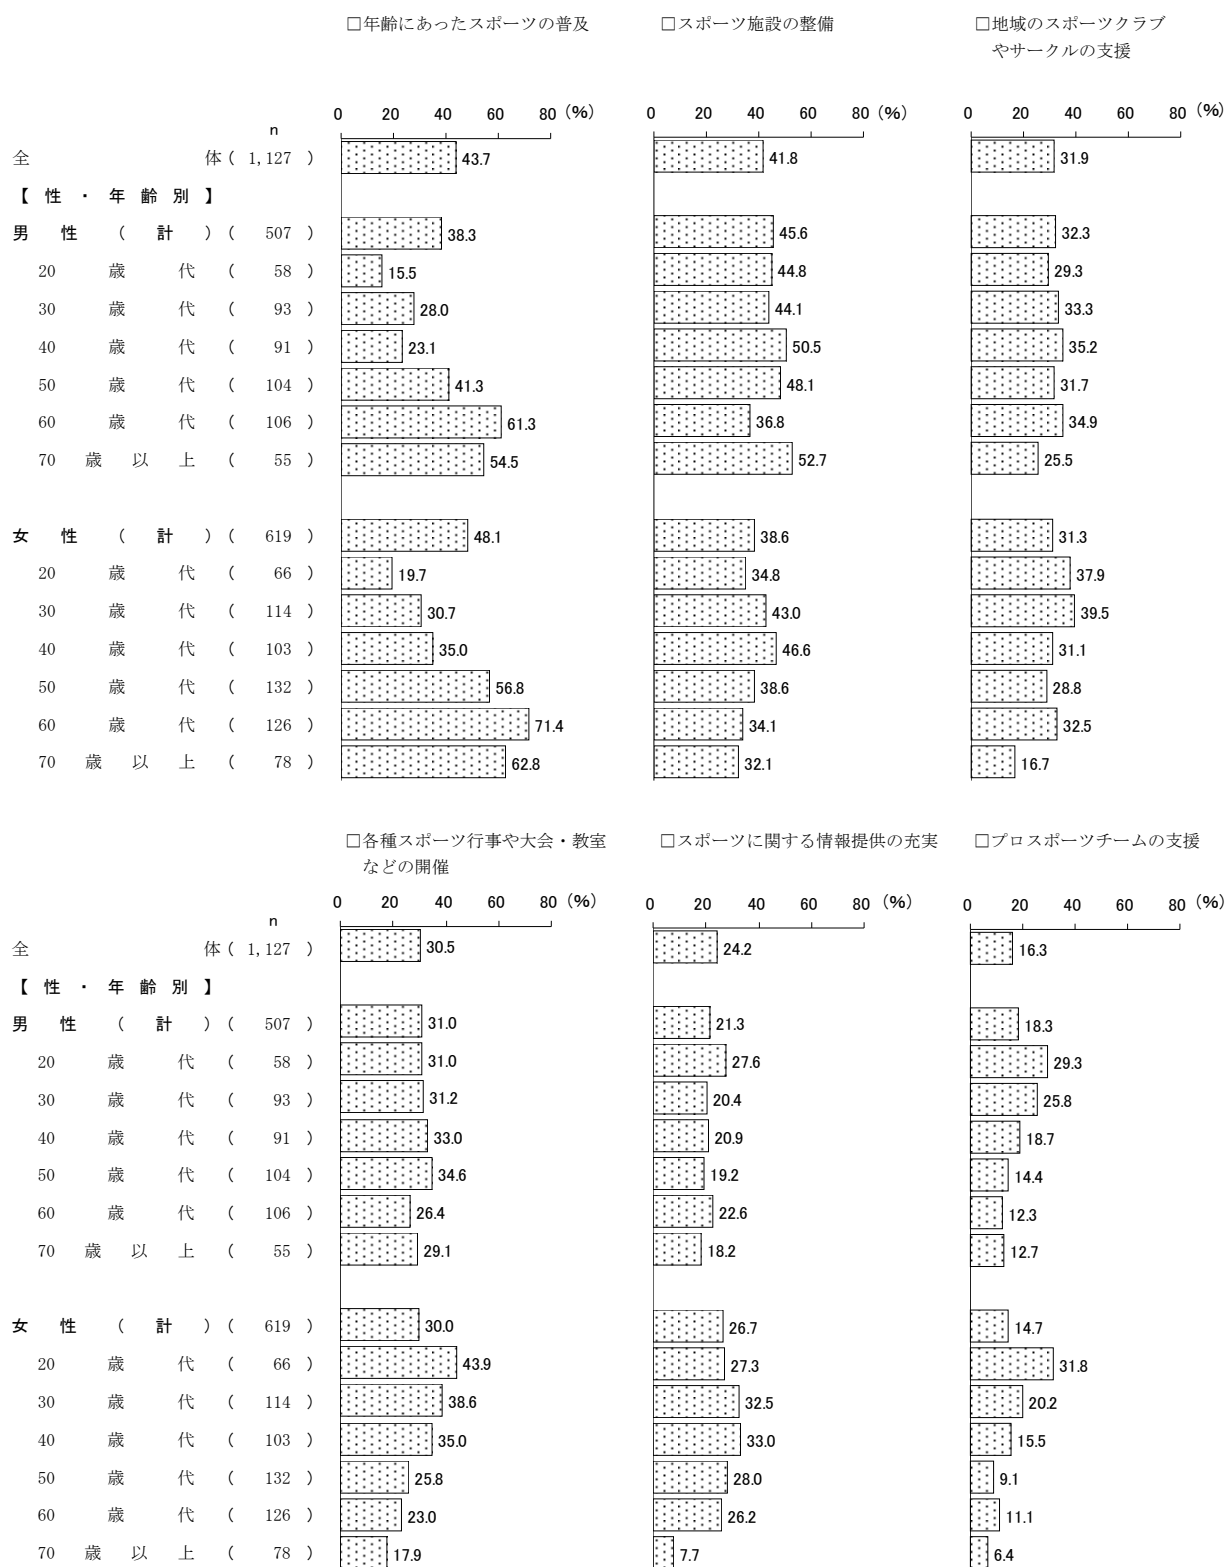 □年齢にあったスポーツの普及 □スポーツ施設の整備 □地域のスポーツクラブ
やサークルの支援
0 20 40 60 80 (%) 0 20 40 60 80 (%) 0 20 40 60 80 (%)
n
全 体 ( 1,127 ) 43.7 41.8 31.9
【 性 ・ 年 齢 別 】
男 性 ( 計 ) ( 507 ) 38.3 45.6 32.3
20 歳 代 ( 58 ) 15.5 44.8 29.3
30 歳 代 ( 93 ) 28.0 44.1 33.3
40 歳 代 ( 91 ) 23.1 50.5 35.2
50 歳 代 ( 104 ) 41.3 48.1 31.7
60 歳 代 ( 106 ) 61.3 36.8 34.9
70 歳 以 上 ( 55 ) 54.5 52.7 25.5
女 性 ( 計 ) ( 619 ) 48.1 38.6 31.3
20 歳 代 ( 66 ) 19.7 34.8 37.9
30 歳 代 ( 114 ) 30.7 43.0 39.5
40 歳 代 ( 103 ) 35.0 46.6 31.1
50 歳 代 ( 132 ) 56.8 38.6 28.8
60 歳 代 ( 126 ) 71.4 34.1 32.5
70 歳 以 上 ( 78 ) 62.8 32.1 16.7
□各種スポーツ行事や大会・教室 □スポーツに関する情報提供の充実 □プロスポーツチームの支援
などの開催
0 20 40 60 80 (%) 0 20 40 60 80 (%) 0 20 40 60 80 (%)
n
全 体 ( 1,127 ) 30.5 24.2 16.3
【 性 ・ 年 齢 別 】
男 性 ( 計 ) ( 507 ) 31.0 21.3 18.3
20 歳 代 ( 58 ) 31.0 27.6 29.3
30 歳 代 ( 93 ) 31.2 20.4 25.8
40 歳 代 ( 91 ) 33.0 20.9 18.7
50 歳 代 ( 104 ) 34.6 19.2 14.4
60 歳 代 ( 106 ) 26.4 22.6 12.3
70 歳 以 上 ( 55 ) 29.1 18.2 12.7
女 性 ( 計 ) ( 619 ) 30.0 26.7 14.7
20 歳 代 ( 66 ) 43.9 27.3 31.8
30 歳 代 ( 114 ) 38.6 32.5 20.2
40 歳 代 ( 103 ) 35.0 33.0 15.5
50 歳 代 ( 132 ) 25.8 28.0 9.1
60 歳 代 ( 126 ) 23.0 26.2 11.1
70 歳 以 上 ( 78 ) 17.9 7.7 6.4